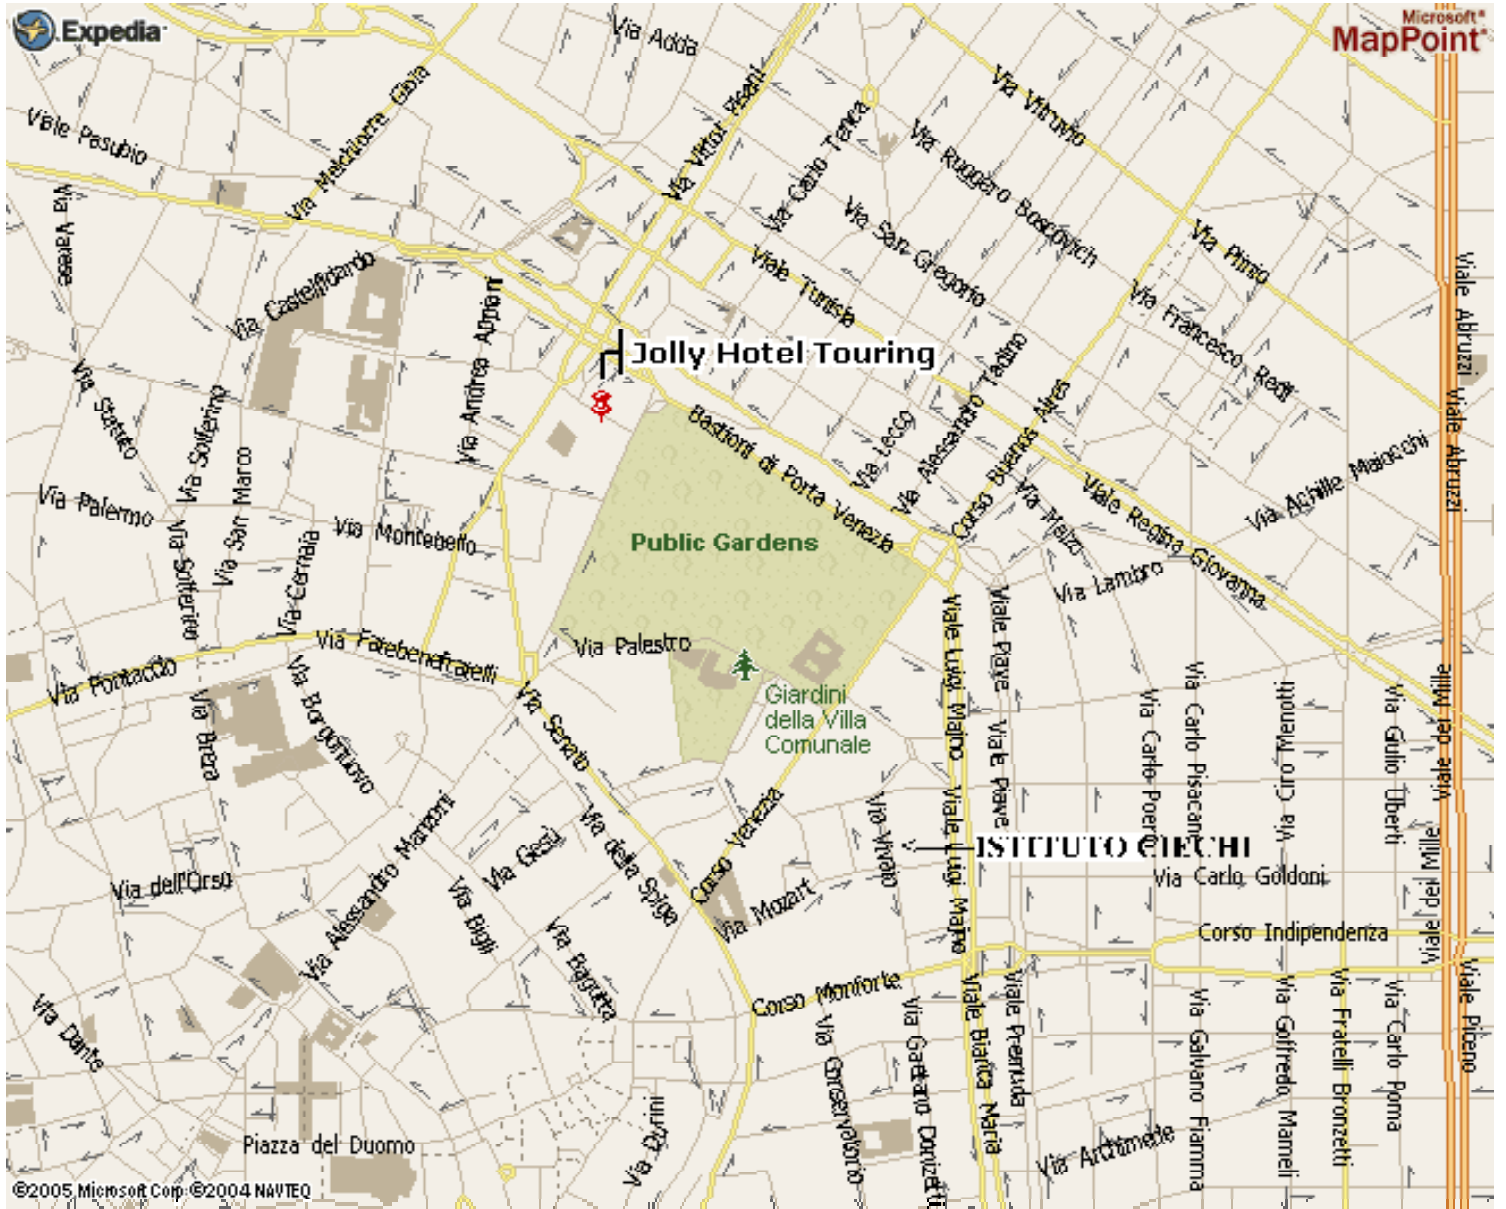 Expedia
Microsoft®
MapPoint®
Via Adda
Via Vitruvio
Via Melchiorre Gioia
Via Vittor Pisani
Via Carlo Tenca
Viale Pasubio
Via Ruggero Boscovich
Via Varese
Via San Gregorio
Via Plinio
Via Castelfidardo
Viale Tunisia
Via Andrea Appiani
Via Francesco Redi
Viale Abruzzi
Jolly Hotel Touring
Via Statuto
Via Solferino
Via San Marco
Bastioni di Porta Venezia
Via Lecco
Via Alessandro Tadino
Corso Buenos Aires
Viale Abruzzi
Via Achille Maiocchi
Via Palermo
Via Montebello
Via Melzo
Viale Regina Giovanna
Public Gardens
Via Solferino
Via Cernaia
Via Lambro
Via Fatebenefratelli
Via Palestro
Viale Luigi Majno
Viale Piave
Via Pontaccio
Via Borgonuovo
Via Brera
Via Senato
Giardini
della Villa
Comunale
Viale Piave
Via Carlo Poerio
Via Carlo Pisacane
Via Ciro Menotti
Via Giulio Uberti
Viale dei Mille
Via Alessandro Manzoni
Via Gesù
Via della Spiga
Corso Venezia
Via Vivaio
Viale Luigi Majno
ISTITUTO CIECHI
Via Carlo Goldoni
Viale dei Mille
Via dell'Orso
Via Bigli
Via Mozart
Corso Indipendenza
Via Bagutta
Corso Monforte
Via Dante
Via Conservatorio
Via Gaetano Donizetti
Viale Bianca Maria
Viale Premuda
Via Galvano Fiamma
Via Goffredo Mameli
Via Fratelli Bronzetti
Via Carlo Poma
Viale Piceno
Piazza del Duomo
Via Durini
Via Archimede
©2005 Microsoft Corp ©2004 NAVTEQ